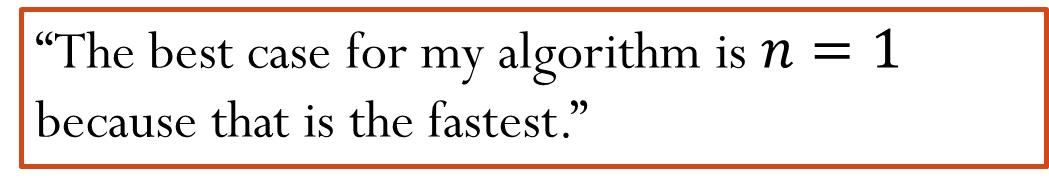 “The best case for my algorithm is 𝑛 = 1
because that is the fastest.”